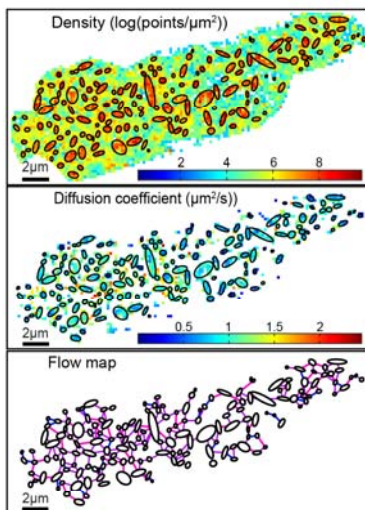 Density (log(points/µm²))
2µm
2 4 6 8
Diffusion coefficient (µm²/s))
2µm
0.5 1 1.5 2
Flow map
2µm